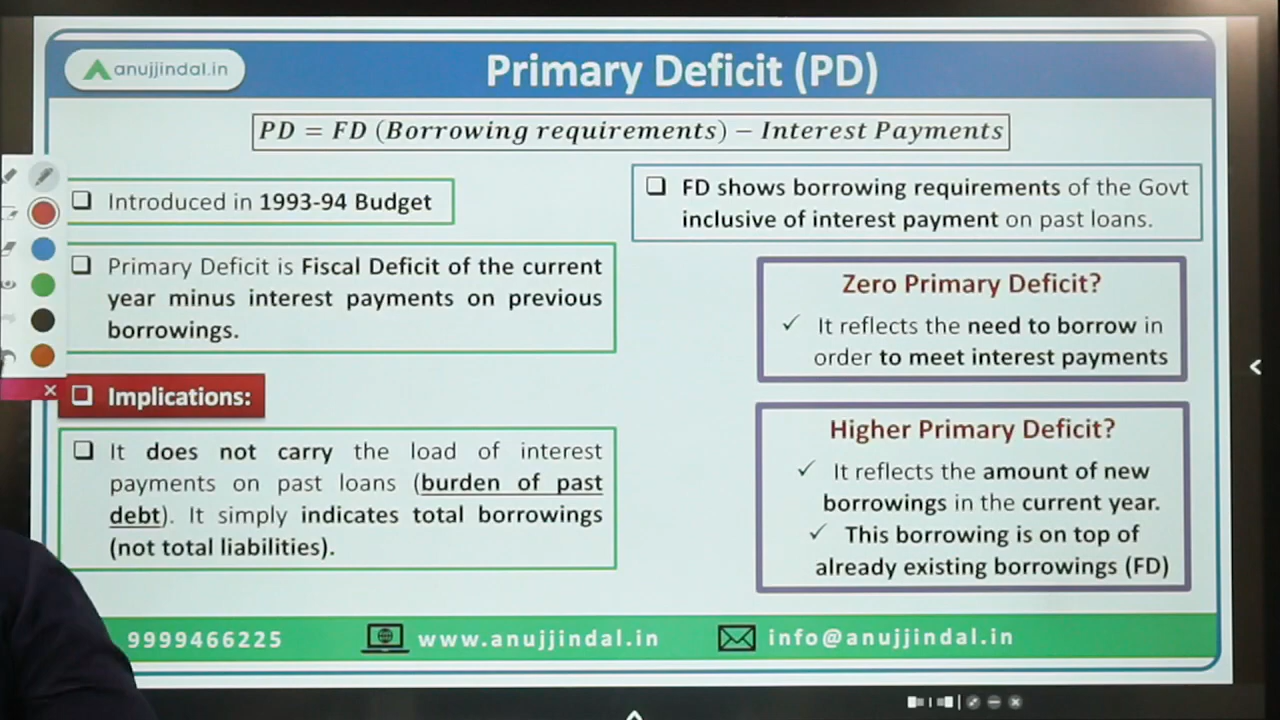 anujjindal.in
Primary Deficit (PD)
PD = FD (Borrowing requirements) − Interest Payments
❑ Introduced in 1993-94 Budget
❑ FD shows borrowing requirements of the Govt
inclusive of interest payment on past loans.
❑ Primary Deficit is Fiscal Deficit of the current
year minus interest payments on previous
borrowings.
Zero Primary Deficit?
✓ It reflects the need to borrow in
order to meet interest payments
❑ Implications:
❑ It does not carry the load of interest
payments on past loans (burden of past
debt). It simply indicates total borrowings
(not total liabilities).
Higher Primary Deficit?
✓ It reflects the amount of new
borrowings in the current year.
✓ This borrowing is on top of
already existing borrowings (FD)
9999466225 www.anujjindal.in info@anujjindal.in